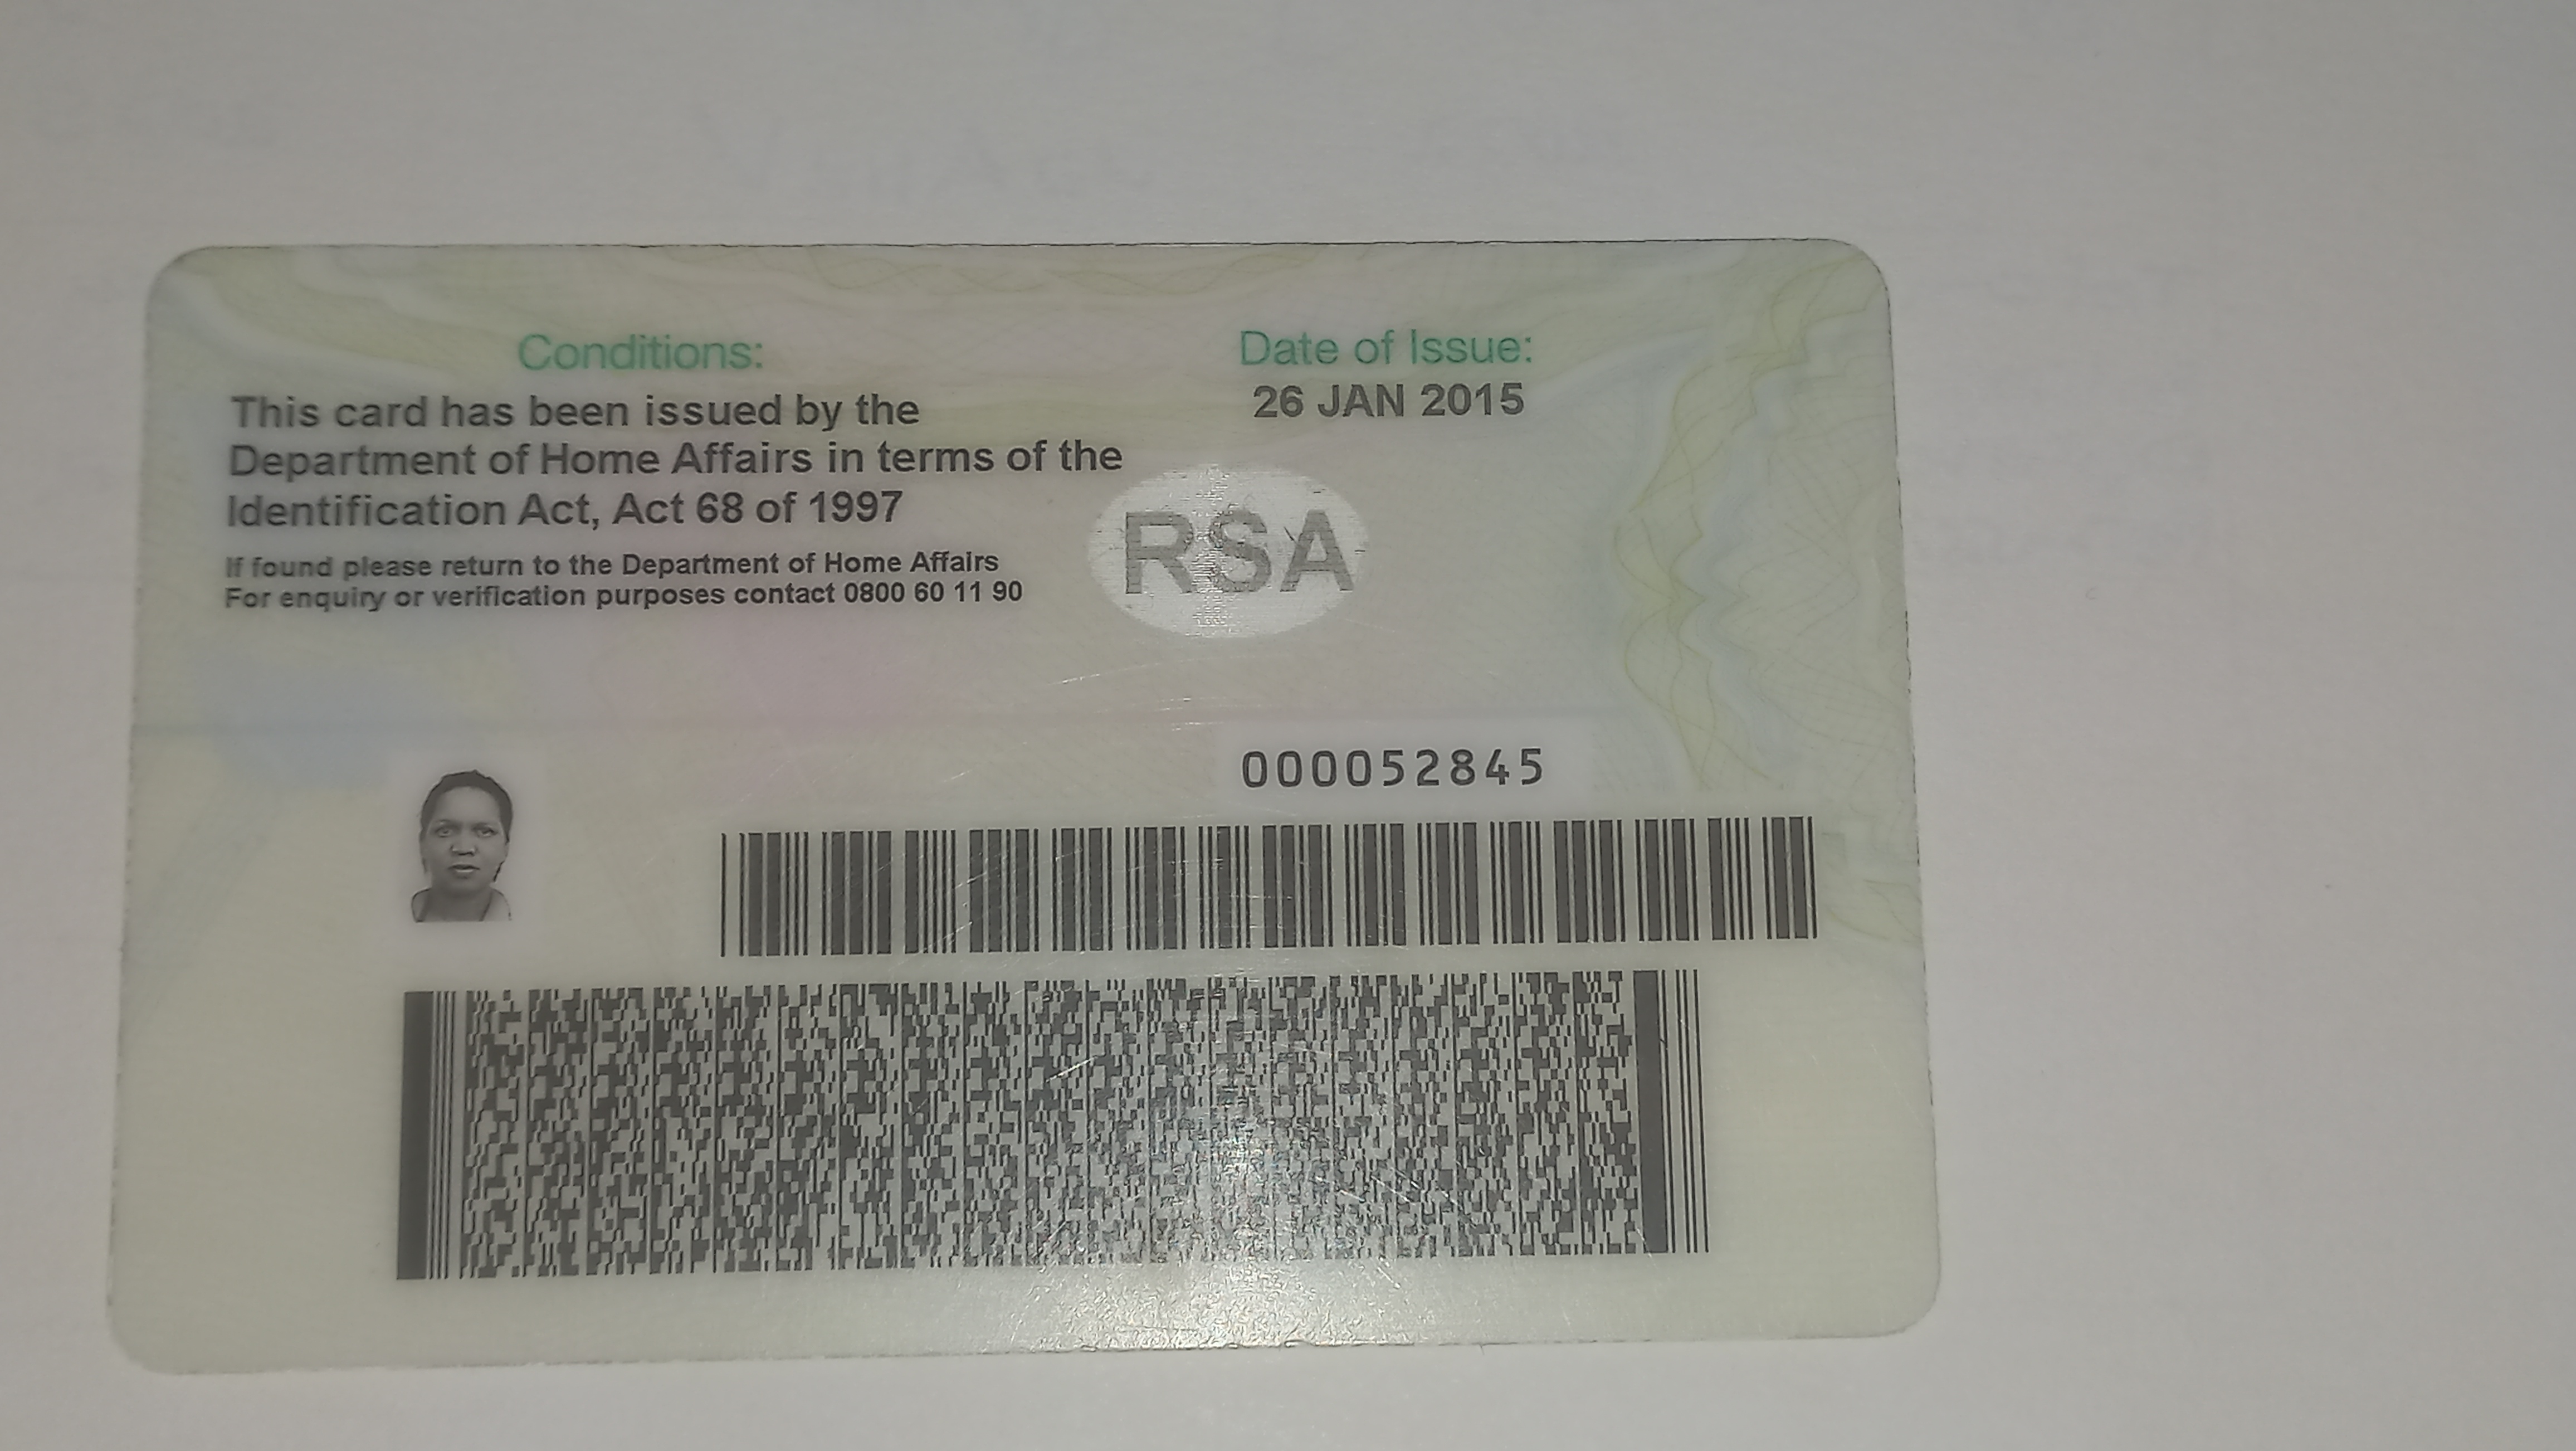 Conditions:
This card has been issued by the
Department of Home Affairs in terms of the
Identification Act, Act 68 of 1997
If found please return to the Department of Home Affairs
For enquiry or verification purposes contact 0800 60 11 90
Date of Issue:
26 JAN 2015
RSA
000052845